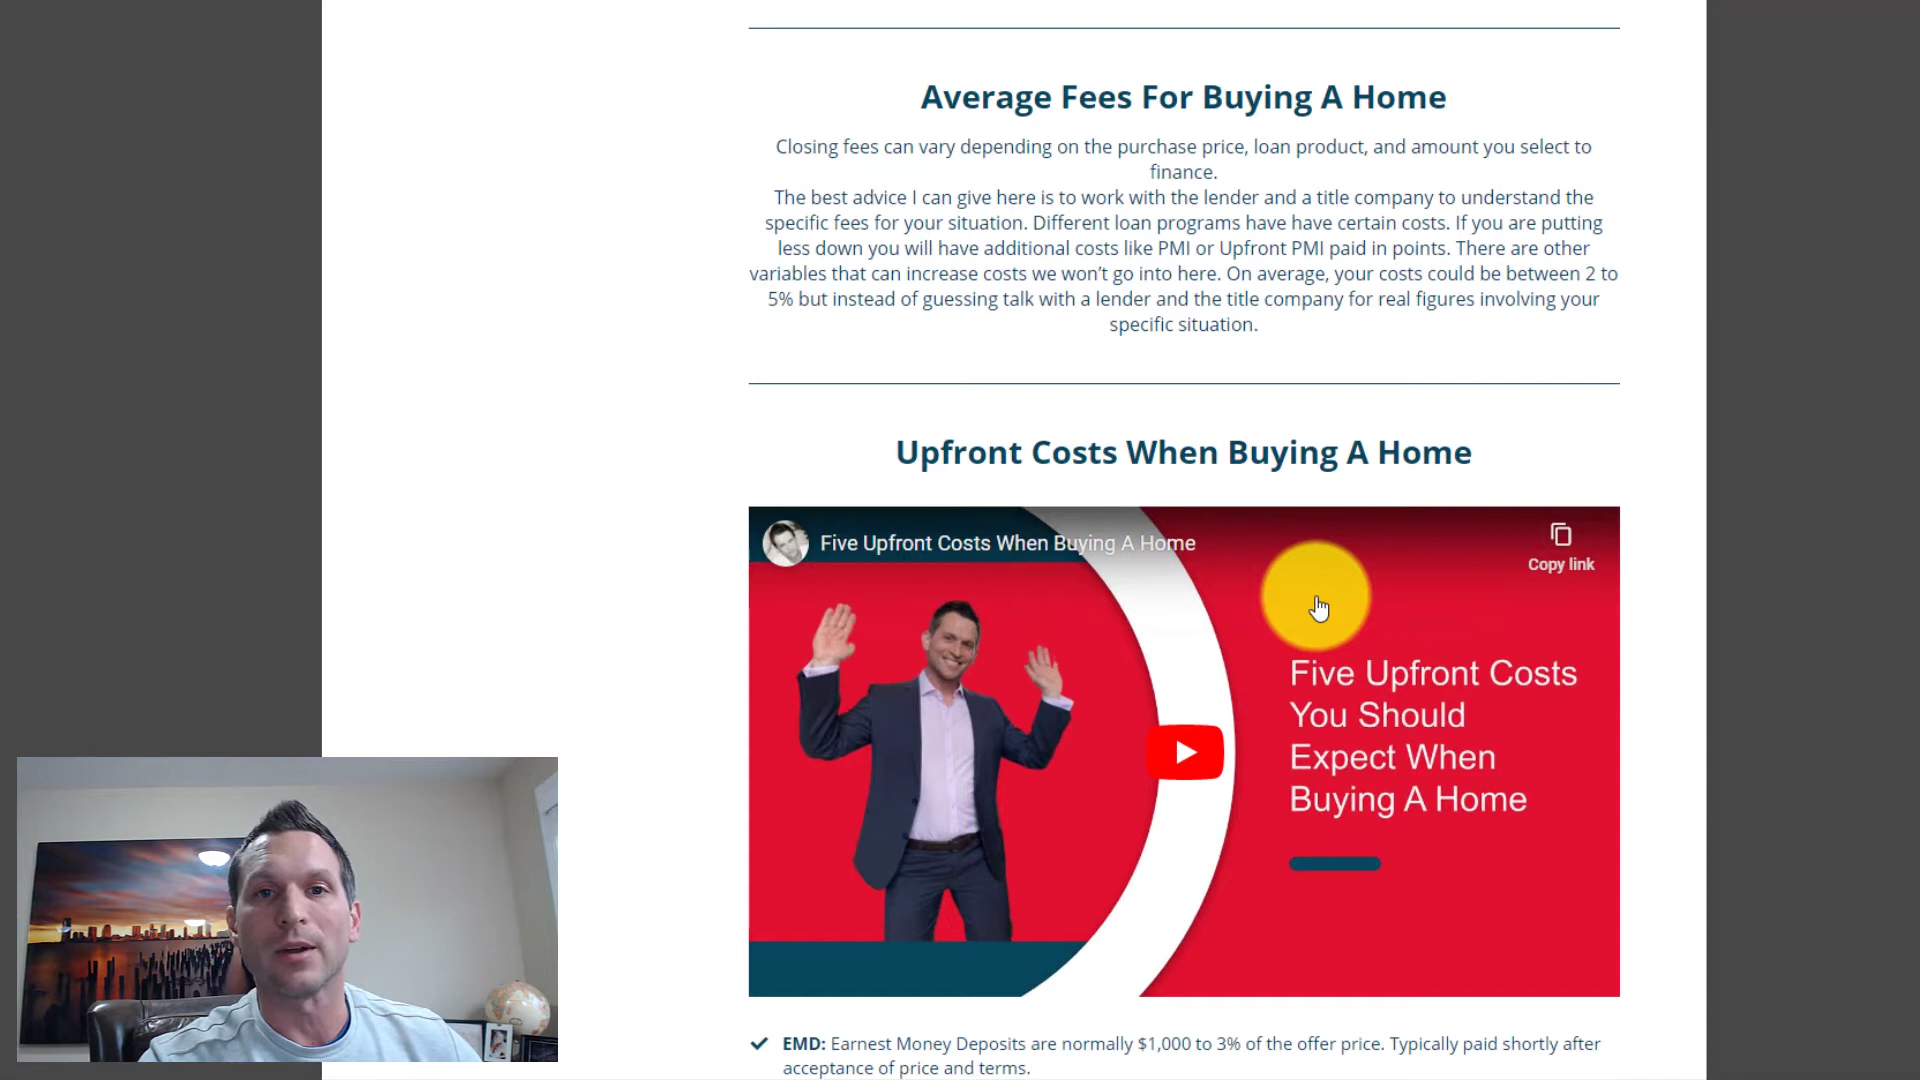 Average Fees For Buying A Home
Closing fees can vary depending on the purchase price, loan product, and amount you select to
finance.
The best advice I can give here is to work with the lender and a title company to understand the
specific fees for your situation. Different loan programs have have certain costs. If you are putting
less down you will have additional costs like PMI or Upfront PMI paid in points. There are other
variables that can increase costs we won’t go into here. On average, your costs could be between 2 to
5% but instead of guessing talk with a lender and the title company for real figures involving your
specific situation.
Upfront Costs When Buying A Home
Five Upfront Costs When Buying A Home
Copy link
Five Upfront Costs
You Should
Expect When
Buying A Home
EMD: Earnest Money Deposits are normally $1,000 to 3% of the offer price. Typically paid shortly after
acceptance of price and terms.